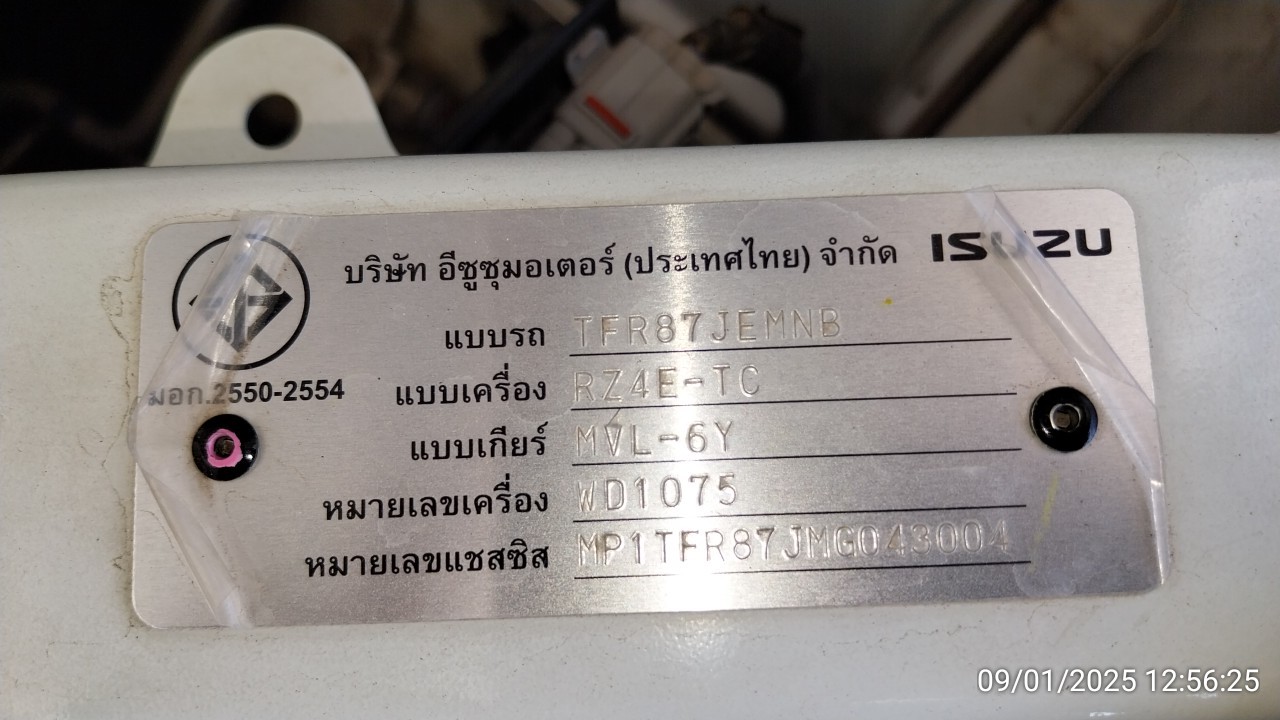 บริษัท อีซูซุมอเตอร์ (ประเทศไทย) จำกัด ISUZU
แบบรถ TFR87JEMNB
มอก.2550-2554
แบบเครื่อง RZ4E-TC
แบบเกียร์ MVL-6Y
หมายเลขเครื่อง WD1075
หมายเลขแชสซิส MP1TFR87JMG043004
09/01/2025 12:56:25